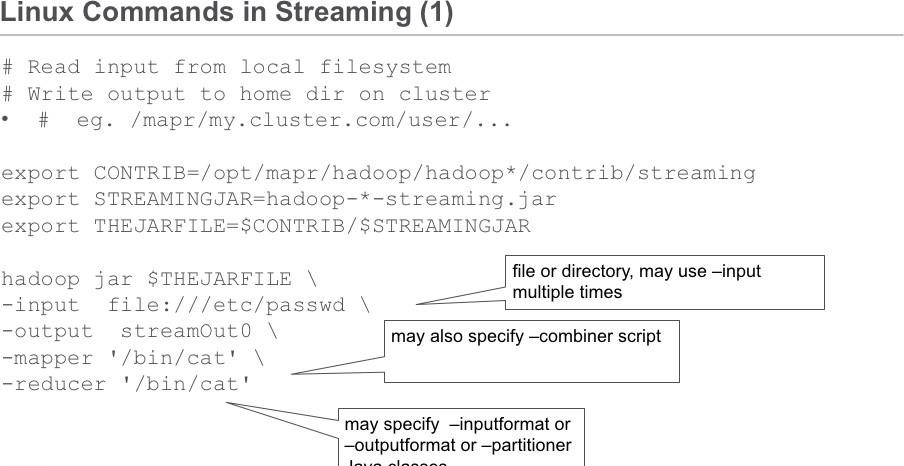 Linux Commands in Streaming (1)
# Read input from local filesystem
# Write output to home dir on cluster
• # eg. /mapr/my.cluster.com/user/...
export CONTRIB=/opt/mapr/hadoop/hadoop*/contrib/streaming
export STREAMINGJAR=hadoop-*-streaming.jar
export THEJARFILE=$CONTRIB/$STREAMINGJAR
hadoop jar $THEJARFILE \
-input file:///etc/passwd \
-output streamOut0 \
-mapper '/bin/cat' \
-reducer '/bin/cat'
file or directory, may use –input
multiple times
may also specify –combiner script
may specify –inputformat or
–outputformat or –partitioner
Java classes